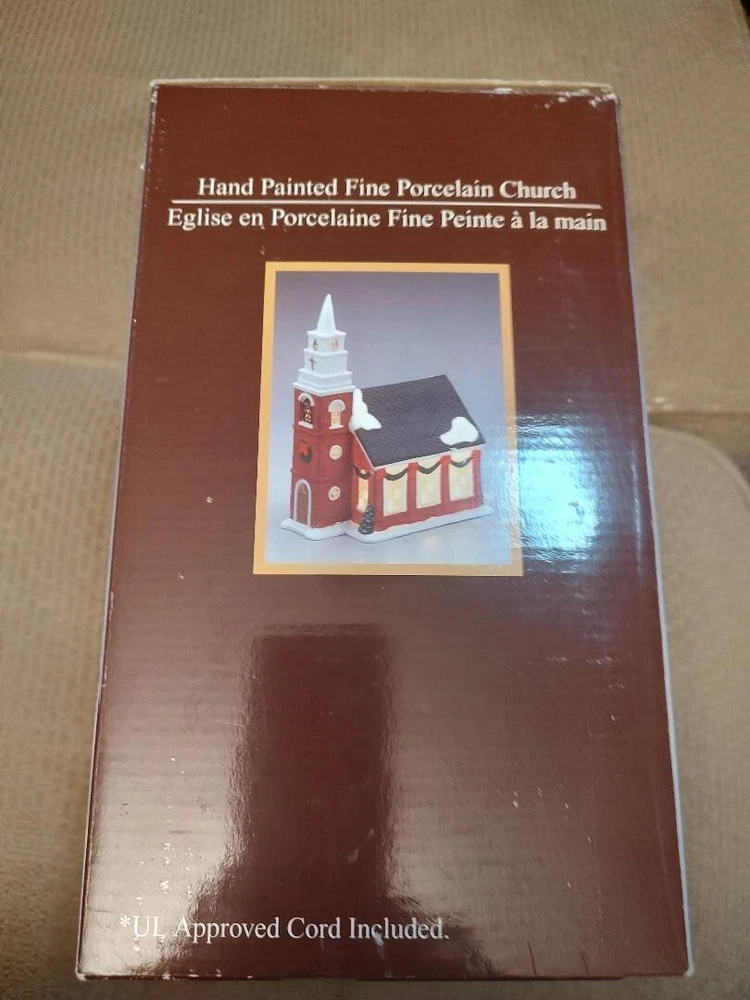 Hand Painted Fine Porcelain Church
Eglise en Porcelaine Fine Peinte à la main
*UL Approved Cord Included.